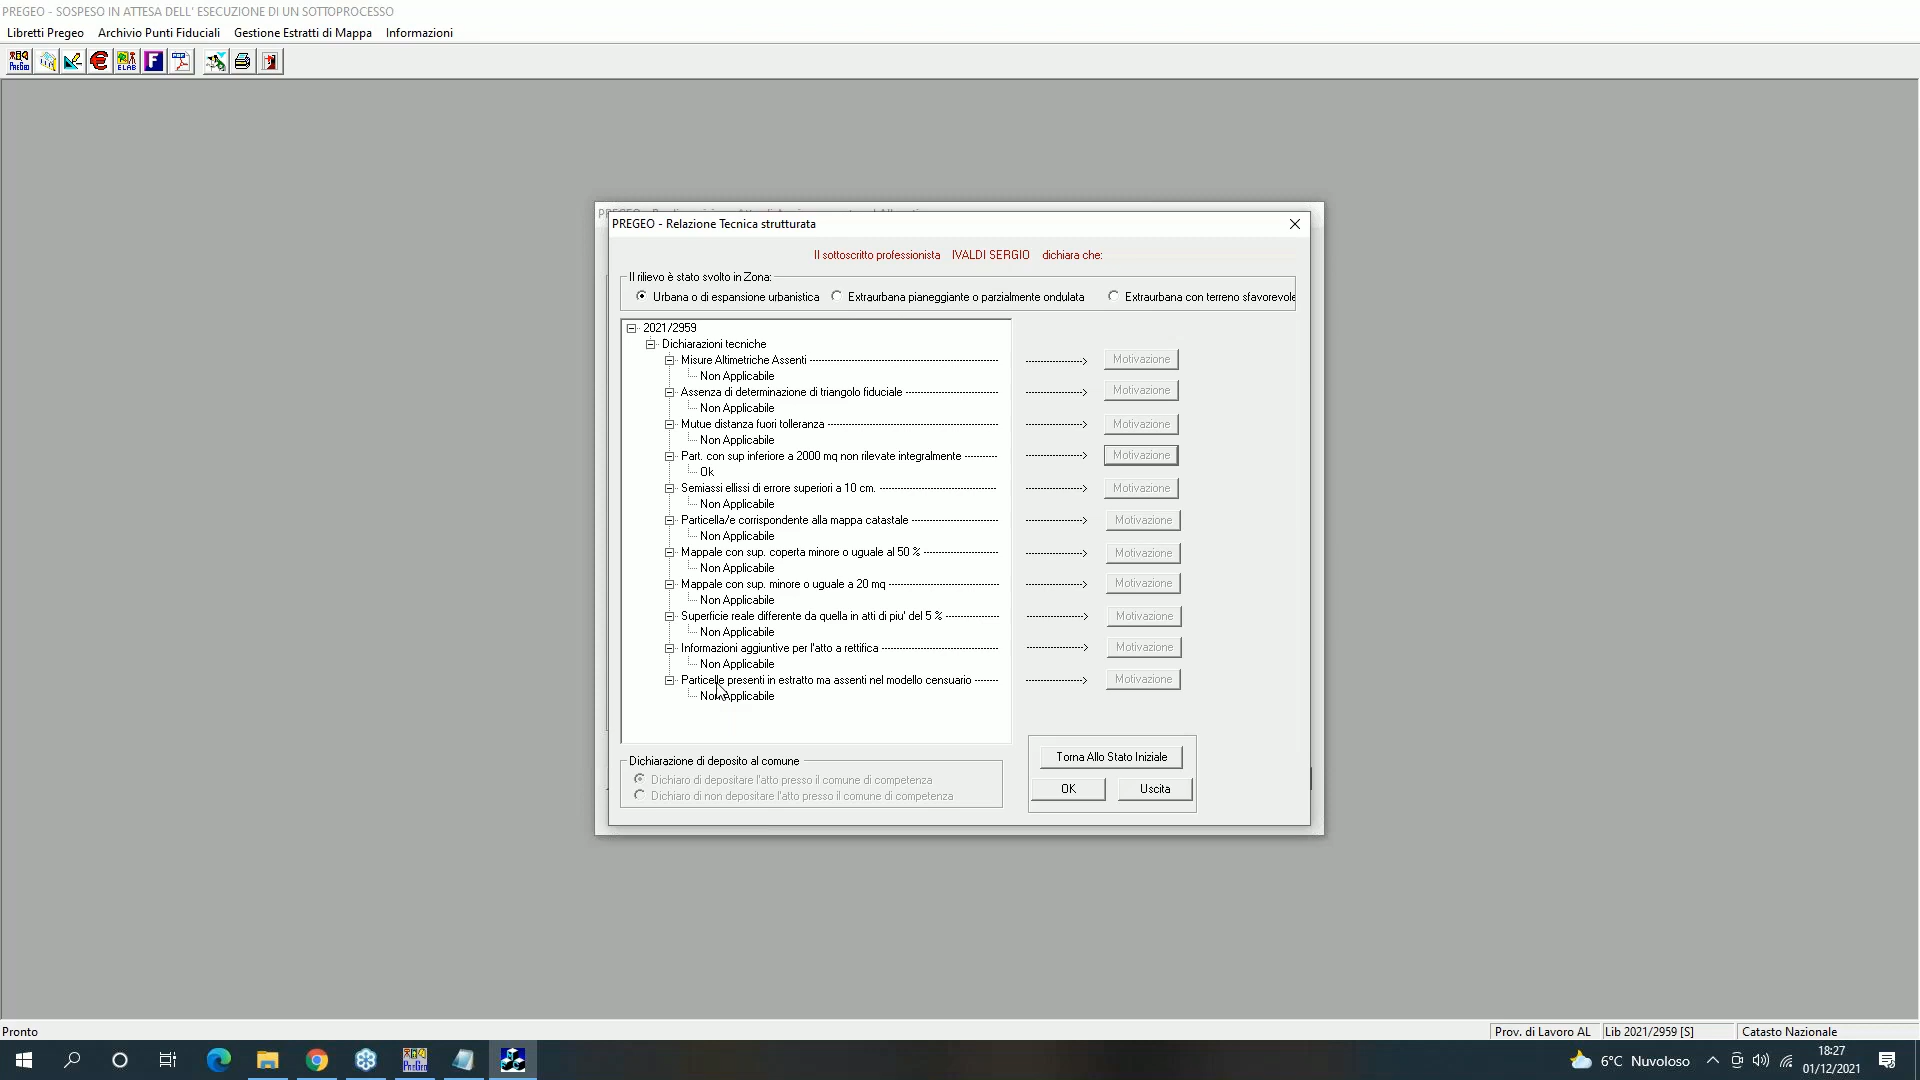 PREGEO - SOSPESO IN ATTESA DELL' ESECUZIONE DI UN SOTTOPROCESSO
Libretti Pregeo Archivio Punti Fiduciali Gestione Estratti di Mappa Informazioni
PREGEO - Relazione Tecnica strutturata
Il sottoscritto professionista IVALDI SERGIO dichiara che:
Il rilievo è stato svolto in Zona:
Urbana o di espansione urbanistica Extraurbana pianeggiante o parzialmente ondulata Extraurbana con terreno sfavorevole
2021/2959
Dichiarazioni tecniche
Misure Altimetriche Assenti Motivazione
Non Applicabile
Assenza di determinazione di triangolo fiduciale Motivazione
Non Applicabile
Mutue distanza fuori tolleranza Motivazione
Non Applicabile
Part. con sup inferiore a 2000 mq non rilevate integralmente Motivazione
Ok
Semiassi ellissi di errore superiori a 10 cm. Motivazione
Non Applicabile
Particella/e corrispondente alla mappa catastale Motivazione
Non Applicabile
Mappale con sup. coperta minore o uguale al 50 % Motivazione
Non Applicabile
Mappale con sup. minore o uguale a 20 mq Motivazione
Non Applicabile
Superficie reale differente da quella in atti di piu' del 5 % Motivazione
Non Applicabile
Informazioni aggiuntive per l'atto a rettifica Motivazione
Non Applicabile
Particelle presenti in estratto ma assenti nel modello censuario Motivazione
Non Applicabile
Dichiarazione di deposito al comune
Dichiaro di depositare l'atto presso il comune di competenza
Dichiaro di non depositare l'atto presso il comune di competenza
Torna Allo Stato Iniziale
OK Uscita
Pronto Prov. di Lavoro AL Lib 2021/2959 [S] Catasto Nazionale
6°C Nuvoloso 18:27
01/12/2021